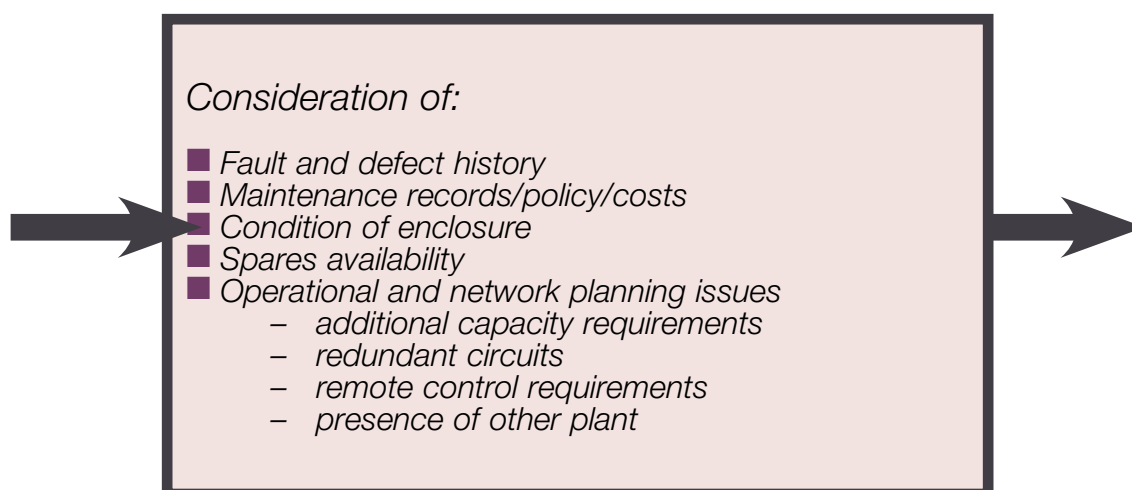 Consideration of:
■ Fault and defect history
■ Maintenance records/policy/costs
■ Condition of enclosure
■ Spares availability
■ Operational and network planning issues
– additional capacity requirements
– redundant circuits
– remote control requirements
– presence of other plant